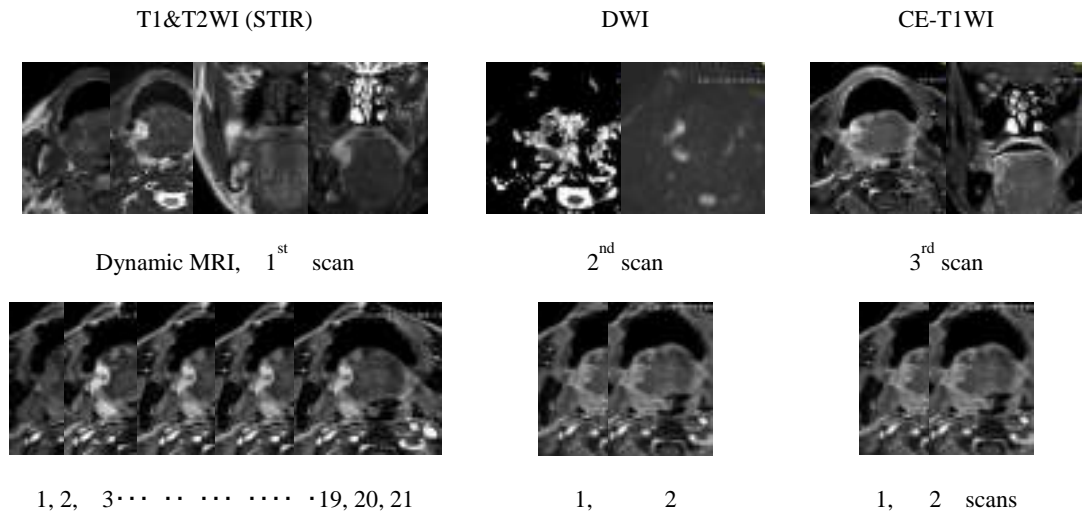 T1&T2WI (STIR) DWI CE-T1WI
Dynamic MRI, 1st scan 2nd scan 3rd scan
1, 2, 3··· ·· ··· ···· ·19, 20, 21 1, 2 1, 2 scans